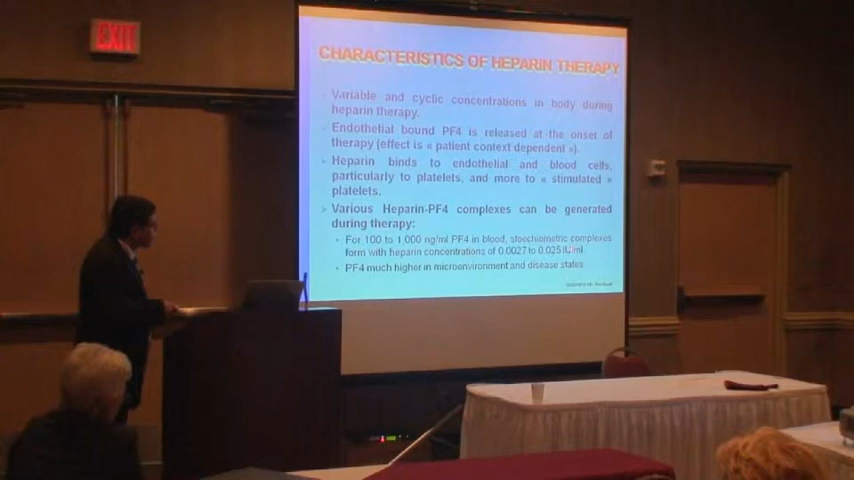 EXIT
CHARACTERISTICS OF HEPARIN THERAPY
Variable and cyclic concentrations in body during
heparin therapy.
Endothelial bound PF4 is released at the onset of
therapy (effect is « patient context dependent »).
Heparin binds to endothelial and blood cells,
particularly to platelets, and more to « stimulated »
platelets.
Various Heparin-PF4 complexes can be generated
during therapy:
For 100 to 1,000 ng/ml PF4 in blood, stoechiometric complexes
form with heparin concentrations of 0.0027 to 0.025 IU/ml.
PF4 much higher in microenvironment and disease states